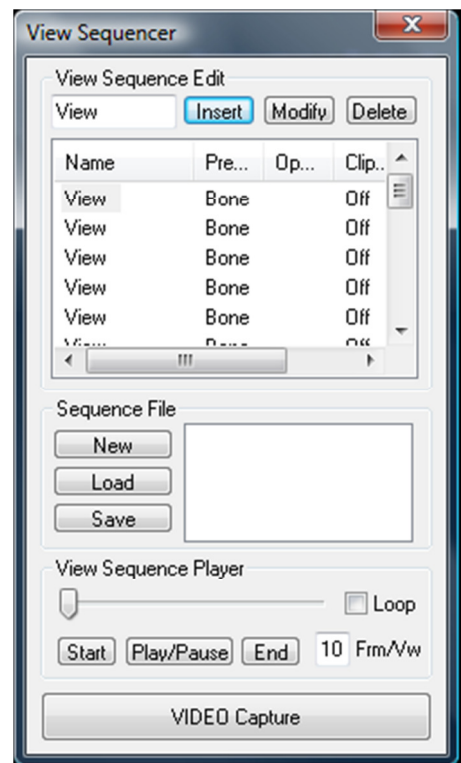 View Sequencer
View Sequence Edit
View Insert Modify Delete
Name Pre... Op... Clip..
View Bone Off
View Bone Off
View Bone Off
View Bone Off
View Bone Off
Sequence File
New
Load
Save
View Sequence Player
Loop
Start Play/Pause End 10 Frm/Vw
VIDEO Capture